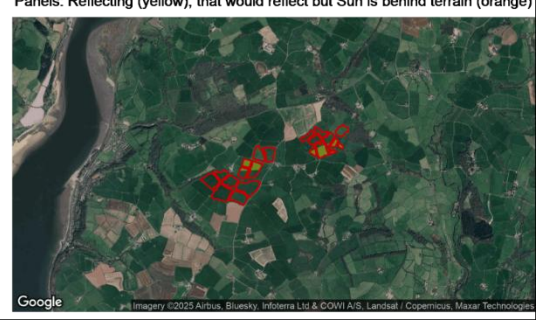 Panels: Reflecting (yellow), that would reflect but Sun is behind terrain (orange)
Google
Imagery ©2025 Airbus, Bluesky, Infoterra Ltd & COWI A/S, Landsat / Copernicus, Maxar Technologies